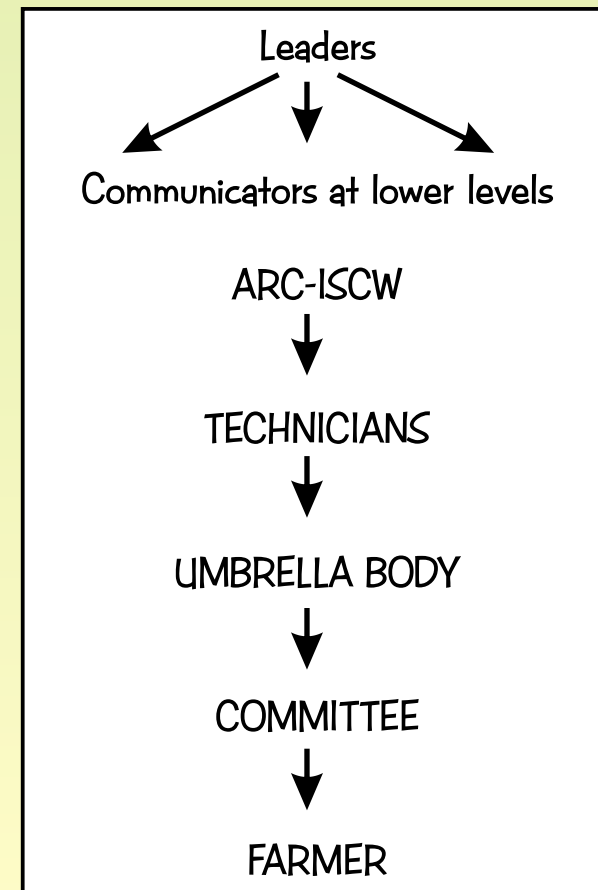 Leaders
Communicators at lower levels
ARC-ISCW
TECHNICIANS
UMBRELLA BODY
COMMITTEE
FARMER